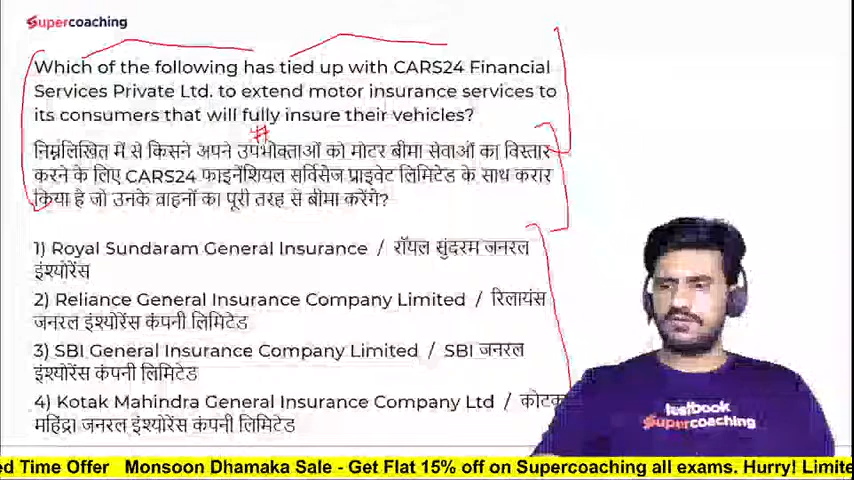 Supercoaching
Which of the following has tied up with CARS24 Financial
Services Private Ltd. to extend motor insurance services to
its consumers that will fully insure their vehicles?
#
निम्नलिखित में से किसने अपने उपभोक्ताओं को मोटर बीमा सेवाओं का विस्तार
करने के लिए CARS24 फाइनेंशियल सर्विसेज प्राइवेट लिमिटेड के साथ करार
किया है जो उनके वाहनों का पूरी तरह से बीमा करेंगे?
1) Royal Sundaram General Insurance / रॉयल सुंदरम जनरल
इंश्योरेंस
2) Reliance General Insurance Company Limited / रिलायंस
जनरल इंश्योरेंस कंपनी लिमिटेड
3) SBI General Insurance Company Limited / SBI जनरल
इंश्योरेंस कंपनी लिमिटेड
4) Kotak Mahindra General Insurance Company Ltd / कोटक
महिंद्रा जनरल इंश्योरेंस कंपनी लिमिटेड
testbook
Supercoaching
ed Time Offer Monsoon Dhamaka Sale - Get Flat 15% off on Supercoaching all exams. Hurry! Limite